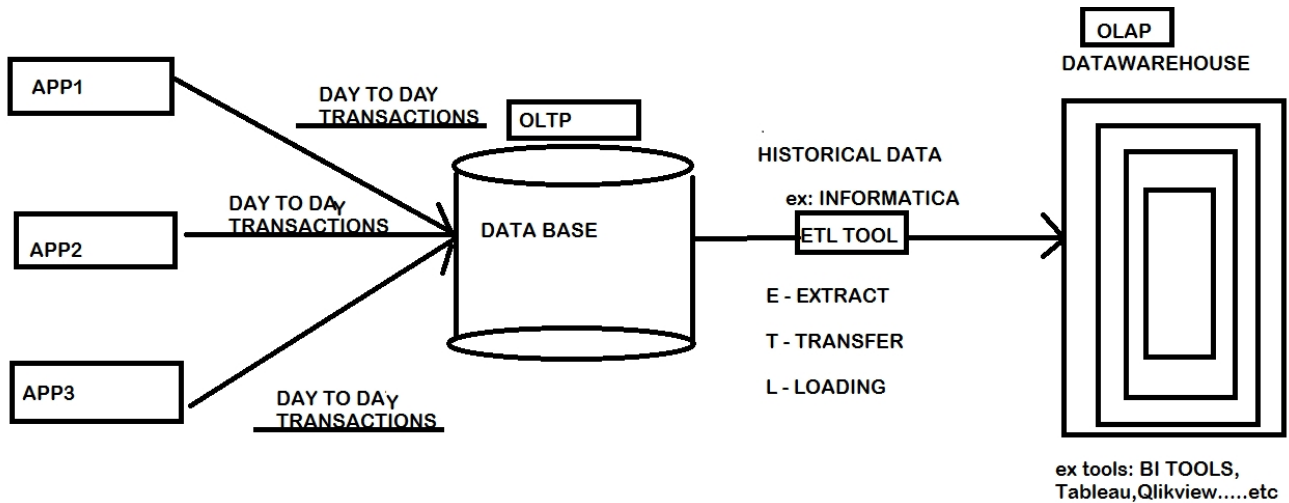 OLAP
DATAWAREHOUSE
APP1
DAY TO DAY
TRANSACTIONS
OLTP
HISTORICAL DATA
DAY TO DAY
TRANSACTIONS
ex: INFORMATICA
APP2
DATA BASE
ETL TOOL
E - EXTRACT
T - TRANSFER
L - LOADING
APP3
DAY TO DAY
TRANSACTIONS
ex tools: BI TOOLS,
Tableau,Qlikview.....etc